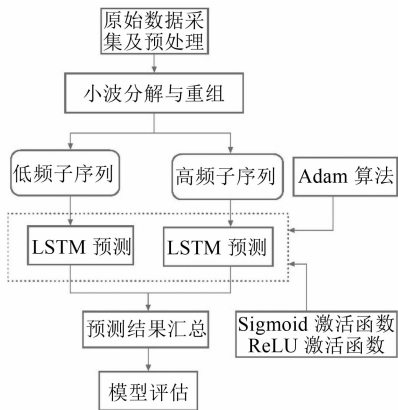 原始数据采
集及预处理
小波分解与重组
低频子序列
高频子序列
Adam 算法
LSTM 预测
LSTM 预测
预测结果汇总
Sigmoid 激活函数
ReLU 激活函数
模型评估